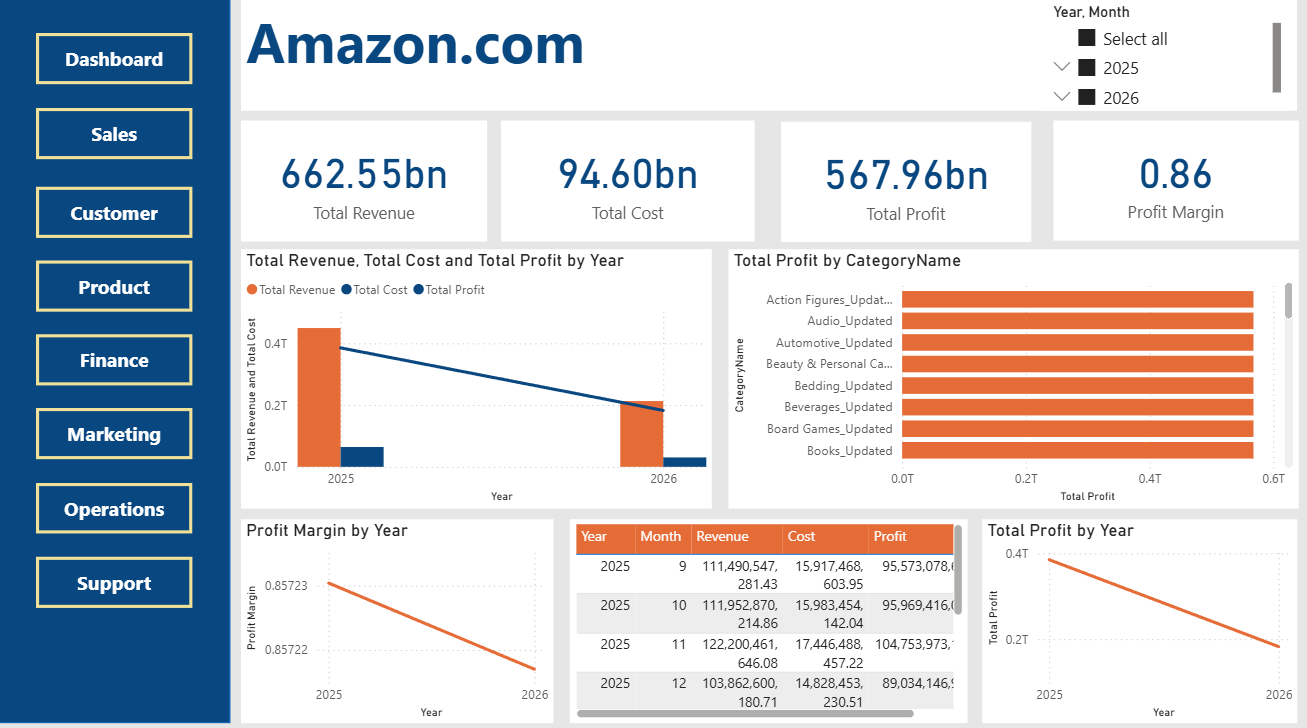 Dashboard
Sales
Customer
Product
Finance
Marketing
Operations
Support
Amazon.com
Year, Month
Select all
2025
2026
662.55bn
Total Revenue
94.60bn
Total Cost
567.96bn
Total Profit
0.86
Profit Margin
Total Revenue, Total Cost and Total Profit by Year
Total Revenue Total Cost Total Profit
Total Revenue and Total Cost
0.4T
0.2T
0.0T
2025 2026
Year
Total Profit by CategoryName
CategoryName
Action Figures_Updat...
Audio_Updated
Automotive_Updated
Beauty & Personal Ca...
Bedding_Updated
Beverages_Updated
Board Games_Updated
Books_Updated
0.0T 0.2T 0.4T 0.6T
Total Profit
Profit Margin by Year
Profit Margin
0.85723
0.85722
2025 2026
Year
Year Month Revenue Cost Profit
2025 9 111,490,547, 15,917,468, 95,573,078,
281.43 603.95
2025 10 111,952,870, 15,983,454, 95,969,416,
214.86 142.04
2025 11 122,200,461, 17,446,488, 104,753,973,
646.08 457.22
2025 12 103,862,600, 14,828,453, 89,034,146,
180.71 230.51
Total Profit by Year
Total Profit
0.4T
0.2T
2025 2026
Year